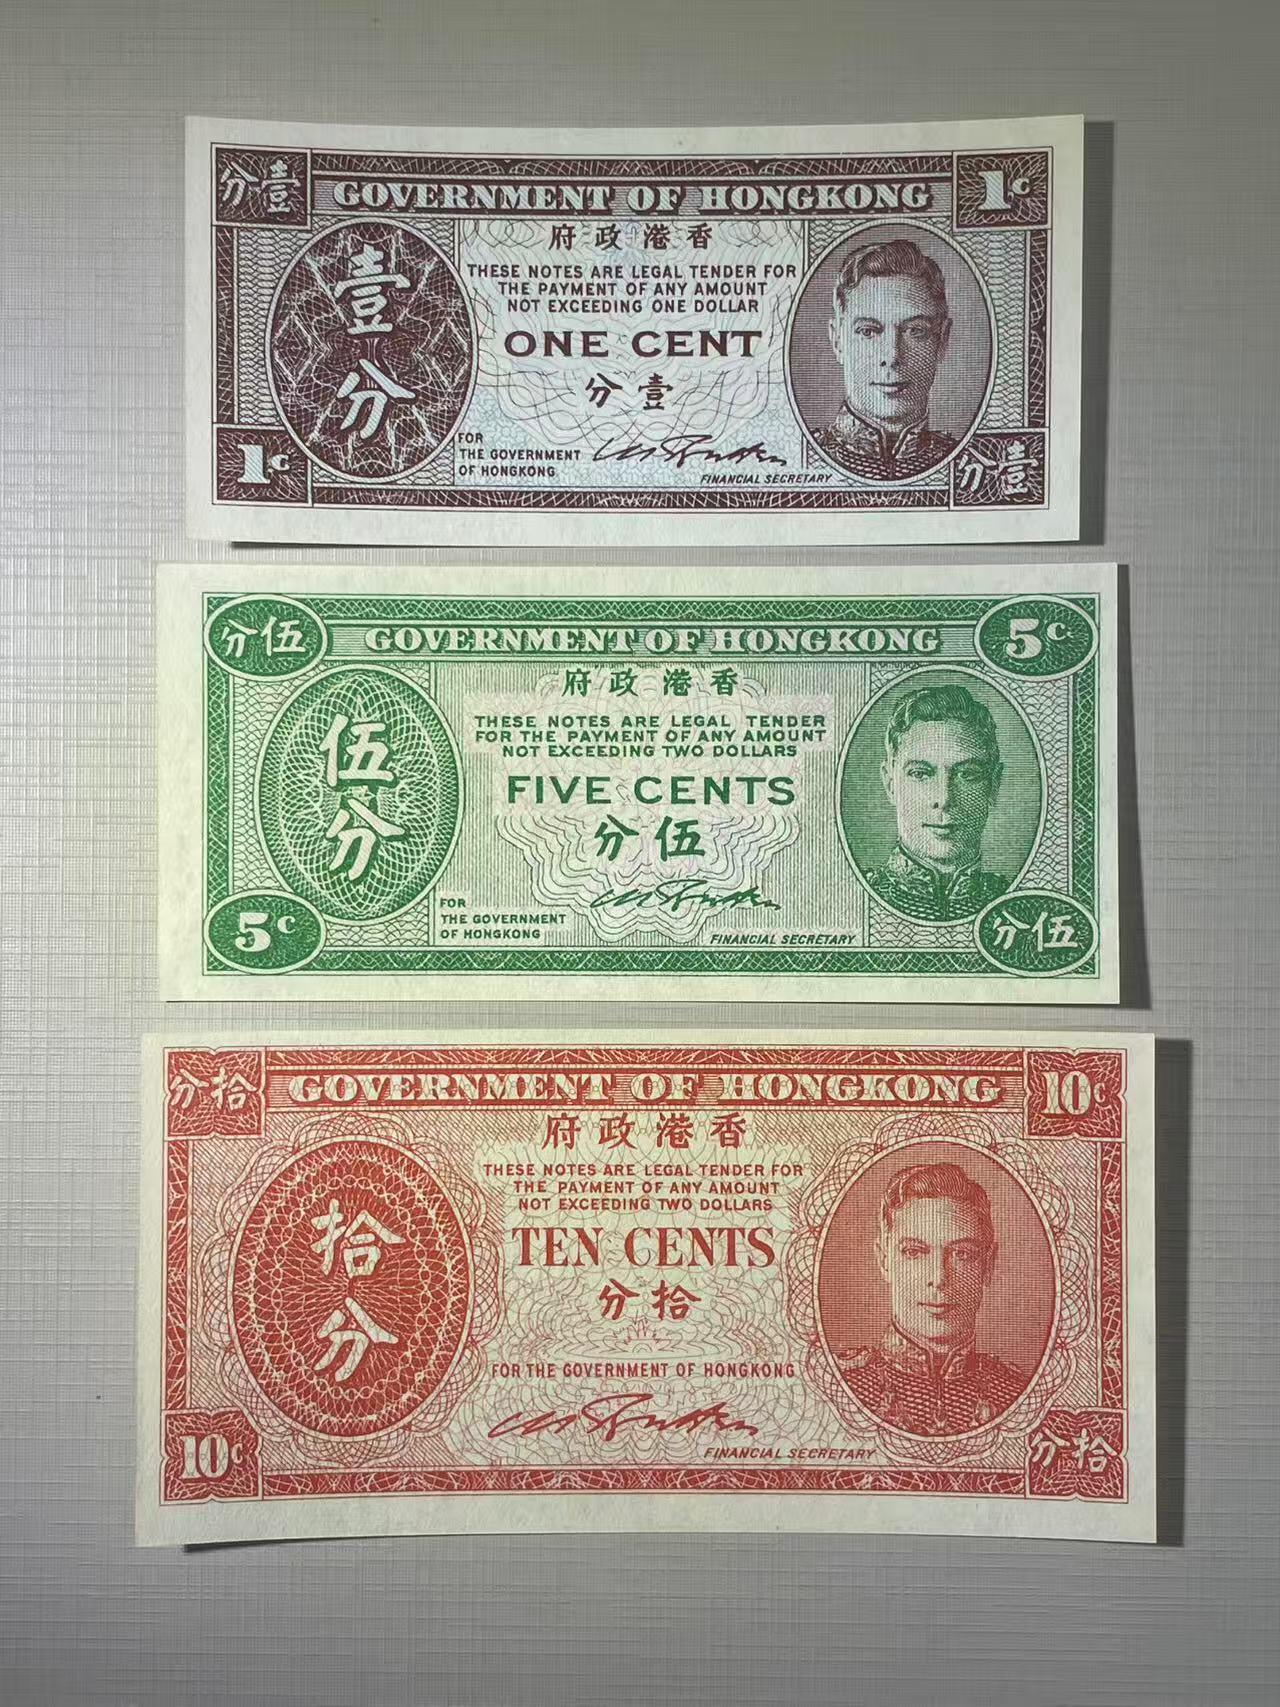 分壹
GOVERNMENT OF HONGKONG
1c
府政港香
壹分
THESE NOTES ARE LEGAL TENDER FOR
THE PAYMENT OF ANY AMOUNT
NOT EXCEEDING ONE DOLLAR
ONE CENT
分壹
FOR
THE GOVERNMENT
OF HONGKONG
FINANCIAL SECRETARY
1c
分壹
分伍
GOVERNMENT OF HONGKONG
5c
府政港香
伍分
THESE NOTES ARE LEGAL TENDER
FOR THE PAYMENT OF ANY AMOUNT
NOT EXCEEDING TWO DOLLARS
FIVE CENTS
分伍
FOR
THE GOVERNMENT
OF HONGKONG
FINANCIAL SECRETARY
5c
分伍
分拾
GOVERNMENT OF HONGKONG
10c
府政港香
拾分
THESE NOTES ARE LEGAL TENDER FOR
THE PAYMENT OF ANY AMOUNT
NOT EXCEEDING TWO DOLLARS
TEN CENTS
分拾
FOR THE GOVERNMENT OF HONGKONG
FINANCIAL SECRETARY
10c
分拾